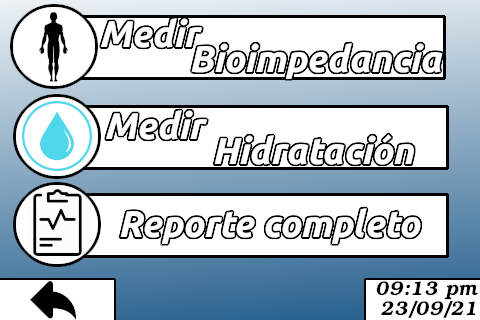 Medir
Bioimpedancia
Medir
Hidratación
Reporte completo
09:13 pm
23/09/21